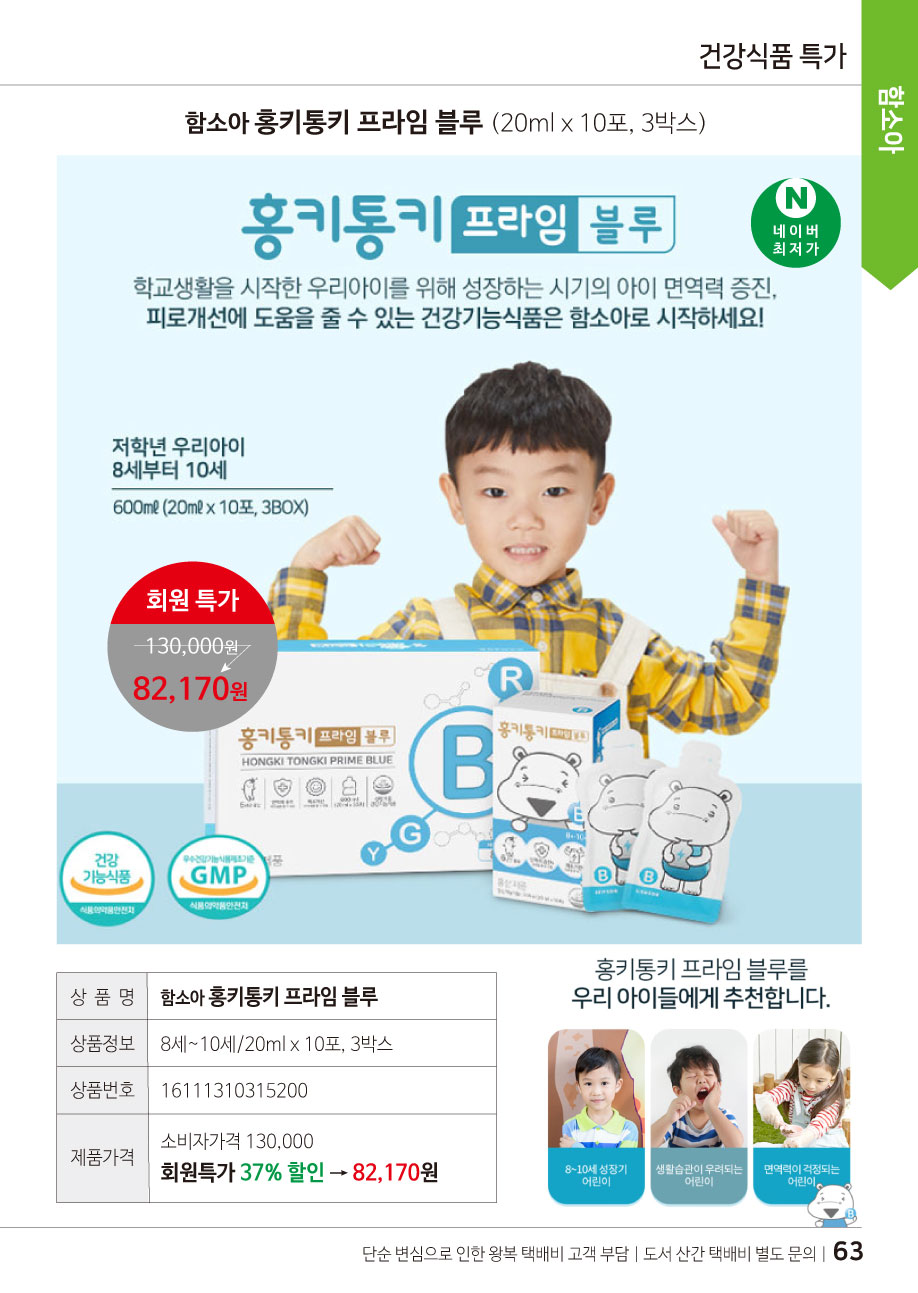 건강식품 특가
함소아
함소아 홍키통키 프라임 블루 (20ml x 10포, 3박스)
홍키통키 프라임 블루
N
네이버
최저가
학교생활을 시작한 우리아이를 위해 성장하는 시기의 아이 면역력 증진,
피로개선에 도움을 줄 수 있는 건강기능식품은 함소아로 시작하세요!
저학년 우리아이
8세부터 10세
600㎖ (20㎖ x 10포, 3BOX)
회원 특가
130,000원
82,170원
홍키통키 프라임 블루
HONGKI TONGKI PRIME BLUE
R
B
G
Y
홍키통키 프라임 블루
B
B
B
건강
기능식품
식품의약품안전처
우수건강기능식품제조기준
GMP
식품의약품안전처
상 품 명 함소아 홍키통키 프라임 블루
상품정보 8세~10세/20ml x 10포, 3박스
상품번호 16111310315200
제품가격 소비자가격 130,000
회원특가 37% 할인 → 82,170원
홍키통키 프라임 블루를
우리 아이들에게 추천합니다.
8~10세 성장기
어린이
생활습관이 우려되는
어린이
면역력이 걱정되는
어린이
B
단순 변심으로 인한 왕복 택배비 고객 부담 | 도서 산간 택배비 별도 문의 | 63